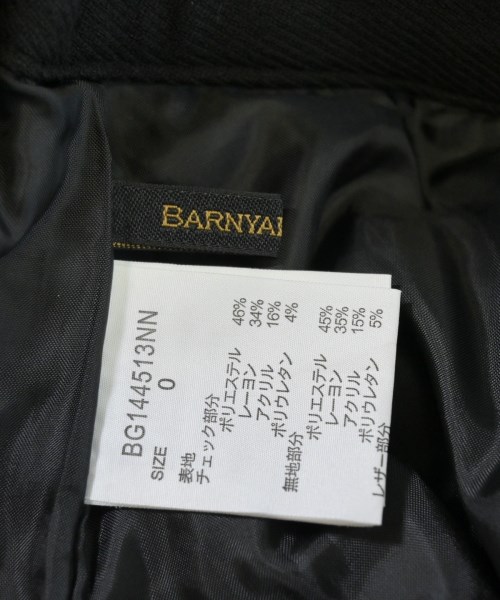 BARNYA
BG144513NN
SIZE 0
表地
チェック部分
ポリエステル 46%
レーヨン 34%
アクリル 16%
ポリウレタン 4%
無地部分
ポリエステル 45%
レーヨン 35%
アクリル 15%
ポリウレタン 5%
レザー部分